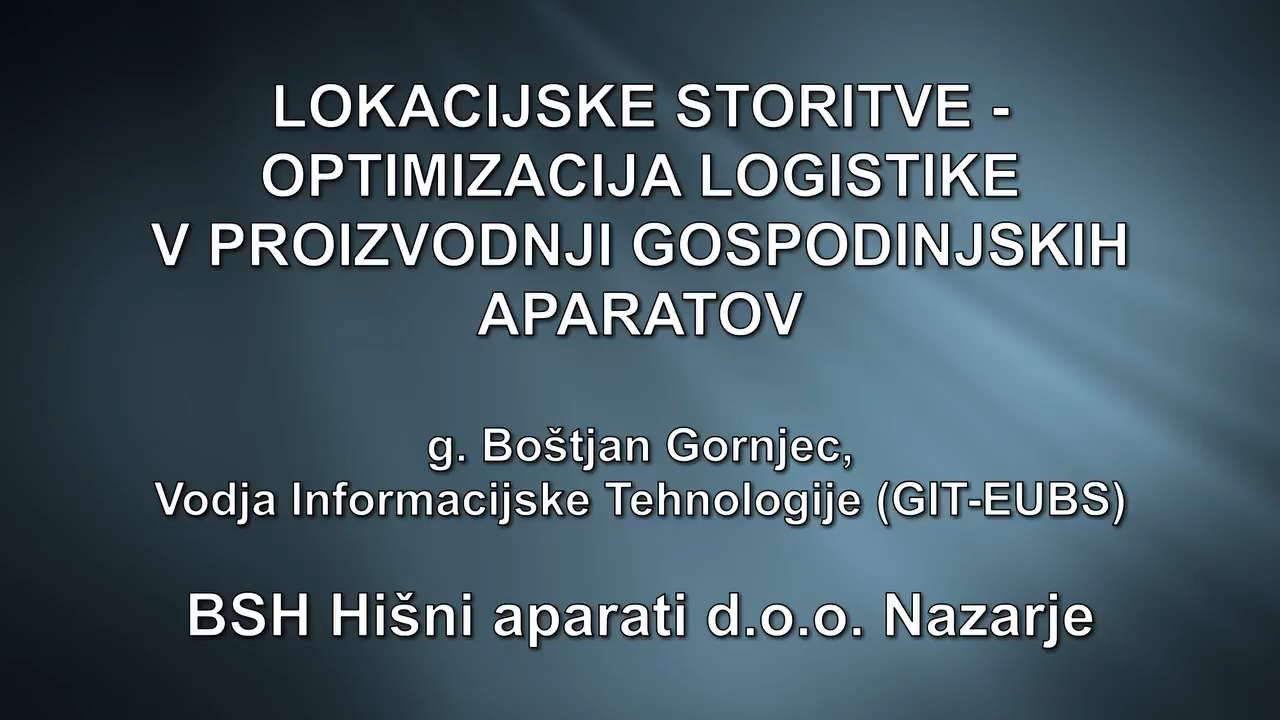 LOKACIJSKE STORITVE -
OPTIMIZACIJA LOGISTIKE
V PROIZVODNJI GOSPODINJSKIH
APARATOV
g. Boštjan Gornjec,
Vodja Informacijske Tehnologije (GIT-EUBS)
BSH Hišni aparati d.o.o. Nazarje